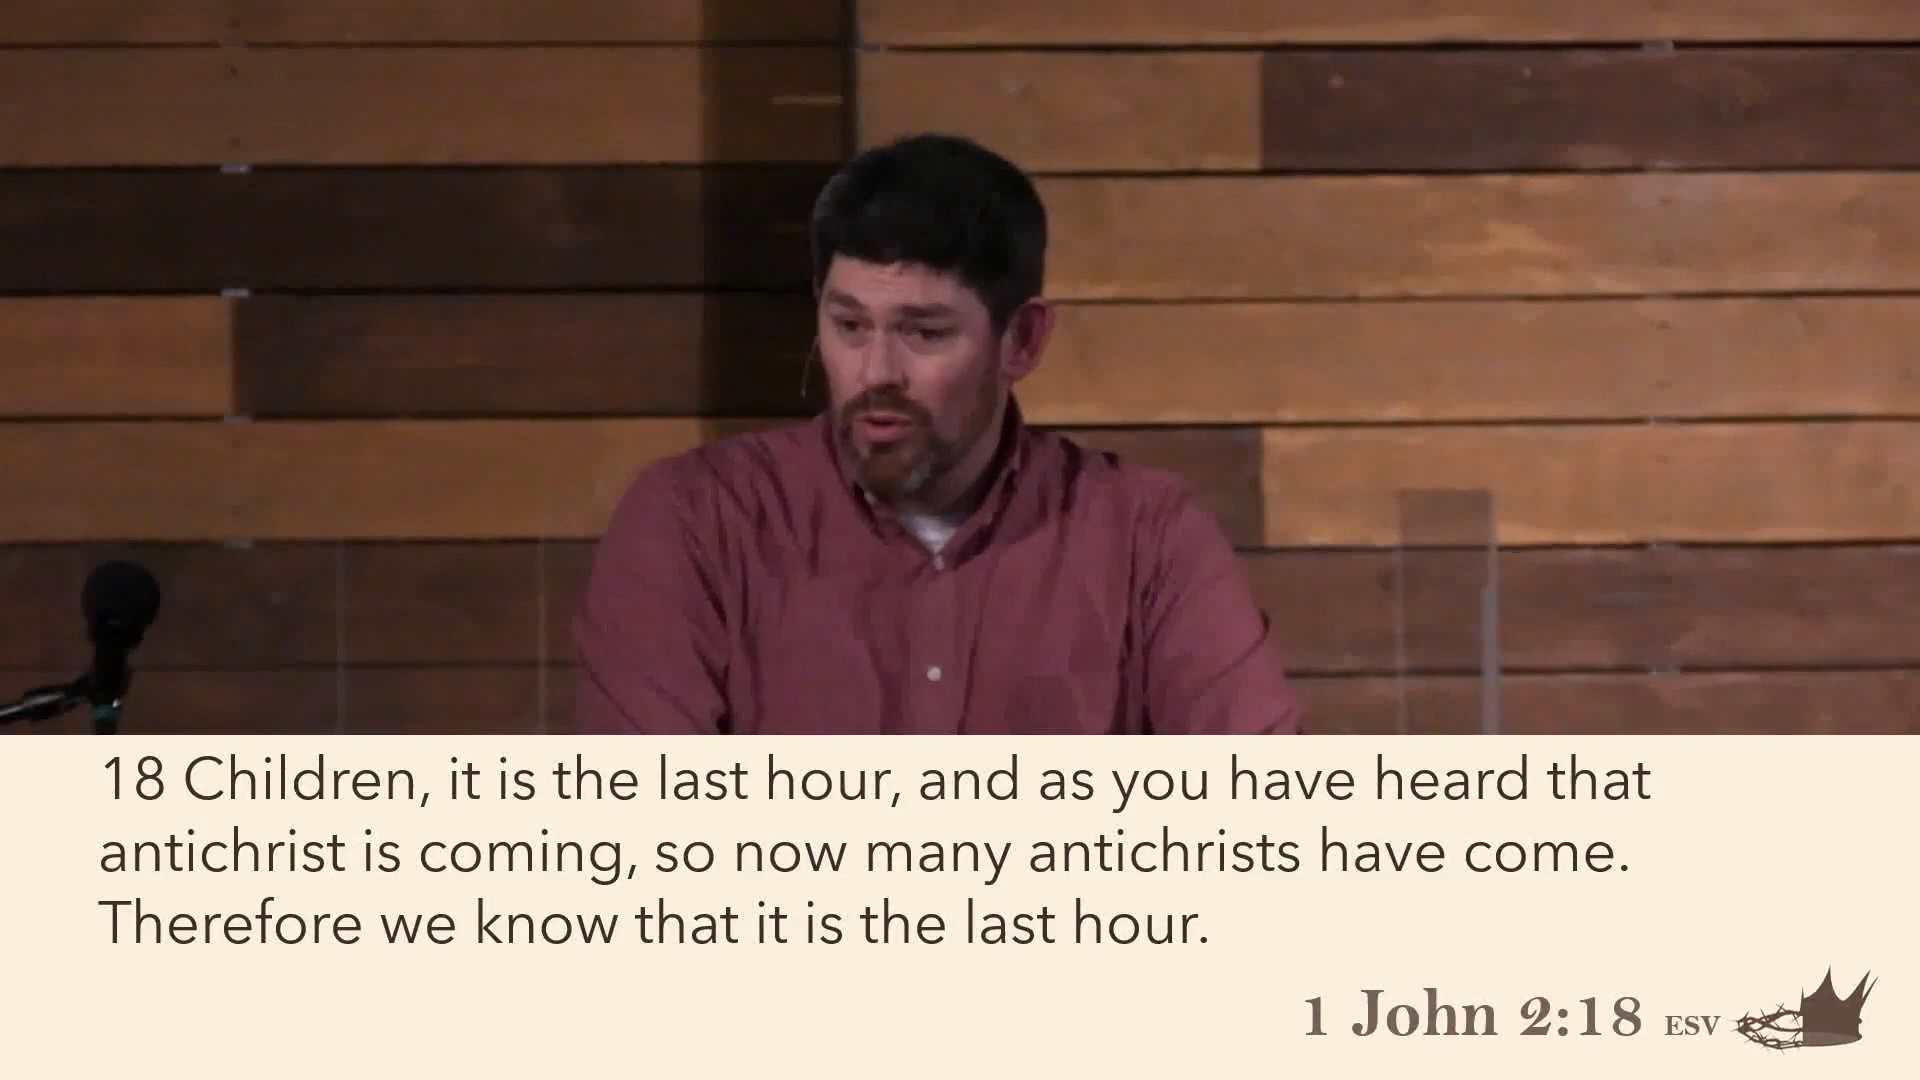 18 Children, it is the last hour, and as you have heard that
antichrist is coming, so now many antichrists have come.
Therefore we know that it is the last hour.
1 John 2:18 ESV